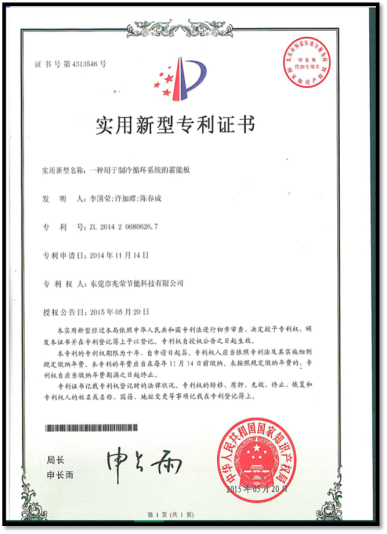 证书号第4313546号
实用新型专利证书
实用新型名称：一种用于制冷循环系统的蓄能板
发 明 人：李国荣;许加谭;陈春成
专 利 号：ZL 2014 2 0680626.7
专利申请日：2014年11月14日
专 利 权 人：东莞市兆荣节能科技有限公司
授权公告日：2015年05月20日
本实用新型经过本局依照中华人民共和国专利法进行初步审查，决定授予专利权，颁
发本证书并在专利登记簿上予以登记。专利权自授权公告之日起生效。
本专利的专利权期限为十年，自申请日起算。专利权人应当依照专利法及其实施细则
规定缴纳年费。本专利的年费应当在每年11月14日前缴纳。未按照规定缴纳年费的，专
利权自应当缴纳年费期满之日起终止。
专利证书记载专利权登记时的法律状况。专利权的转移、质押、无效、终止、恢复和
专利权人的姓名或名称、国籍、地址变更等事项记载在专利登记簿上。
局长
申长雨
申长雨
中华人民共和国国家知识产权局
2015年05月20日
第 1 页（共 1 页）